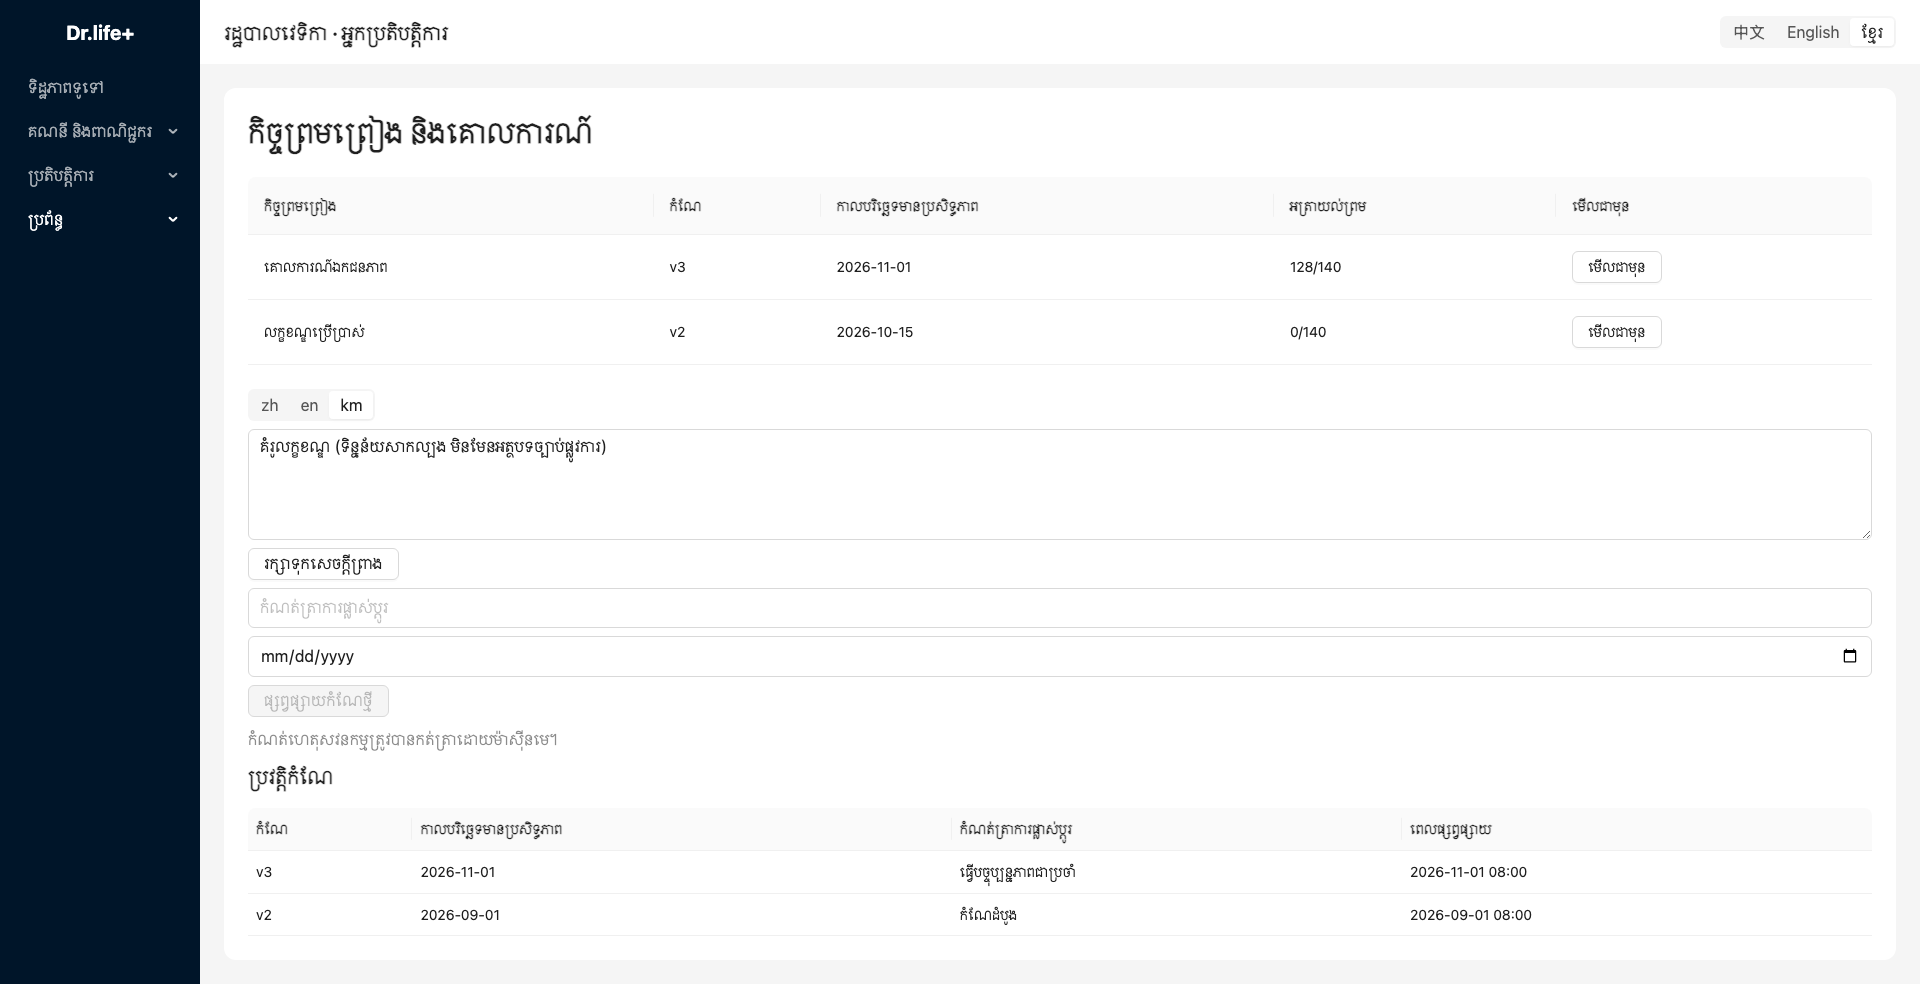 Dr.life+
រដ្ឋបាលវេទិកា · អ្នកប្រតិបត្តិការ
中文 English ខ្មែរ
ទិដ្ឋភាពទូទៅ
គណនី និងពាណិជ្ជករ
ប្រតិបត្តិការ
ប្រព័ន្ធ
កិច្ចព្រមព្រៀង និងគោលការណ៍
កិច្ចព្រមព្រៀង កំណែ កាលបរិច្ឆេទមានប្រសិទ្ធភាព អត្រាយល់ព្រម មើលជាមុន
គោលការណ៍ឯកជនភាព v3 2026-11-01 128/140 មើលជាមុន
លក្ខខណ្ឌប្រើប្រាស់ v2 2026-10-15 0/140 មើលជាមុន
zh en km
គំរូលក្ខខណ្ឌ (ទិន្នន័យសាកល្បង មិនមែនអត្ថបទច្បាប់ផ្លូវការ)
រក្សាទុកសេចក្តីព្រាង
កំណត់ត្រាការផ្លាស់ប្តូរ
mm/dd/yyyy
ផ្សព្វផ្សាយកំណែថ្មី
កំណត់ហេតុសវនកម្មត្រូវបានកត់ត្រាដោយម៉ាស៊ីនមេ។
ប្រវត្តិកំណែ
កំណែ កាលបរិច្ឆេទមានប្រសិទ្ធភាព កំណត់ត្រាការផ្លាស់ប្តូរ ពេលផ្សព្វផ្សាយ
v3 2026-11-01 ធ្វើបច្ចុប្បន្នភាពជាប្រចាំ 2026-11-01 08:00
v2 2026-09-01 កំណែដំបូង 2026-09-01 08:00